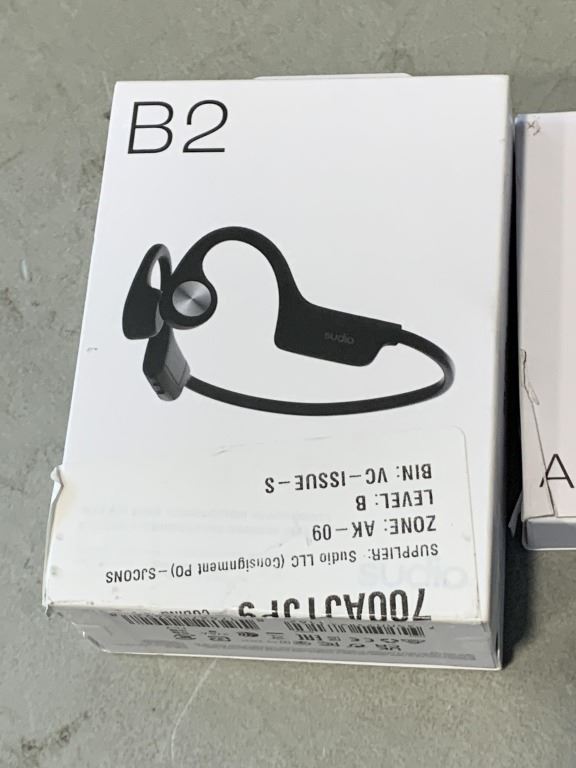 B2
sudio
BIN: VC-ISSUE-S
LEVEL: B
ZONE: AK-09
SUPPLIER: Sudio LLC (Consignment PO)-SJCONS
sudio
A